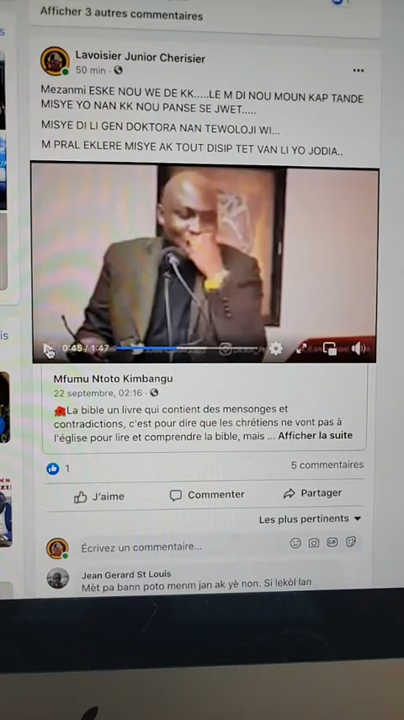 Afficher 3 autres commentaires
Lavoisier Junior Cherisier
50 min ·
Mezanmi ESKE NOU WE DE KK.....LE M DI NOU MOUN KAP TANDE
MISYE YO NAN KK NOU PANSE SE JWET.....
MISYE DI LI GEN DOKTORA NAN TEWOLOJI WI...
M PRAL EKLERE MISYE AK TOUT DISIP TET VAN LI YO JODIA..
0:45 / 1:47
Mfumu Ntoto Kimbangu
22 septembre, 02:16 ·
La bible un livre qui contient des mensonges et
contradictions, c'est pour dire que les chrétiens ne vont pas à
l'église pour lire et comprendre la bible, mais ... Afficher la suite
1
5 commentaires
J'aime
Commenter
Partager
Les plus pertinents
Écrivez un commentaire...
GIF
Jean Gerard St Louis
Mèt pa bann poto menm jan ak yè non. Si lekòl lan